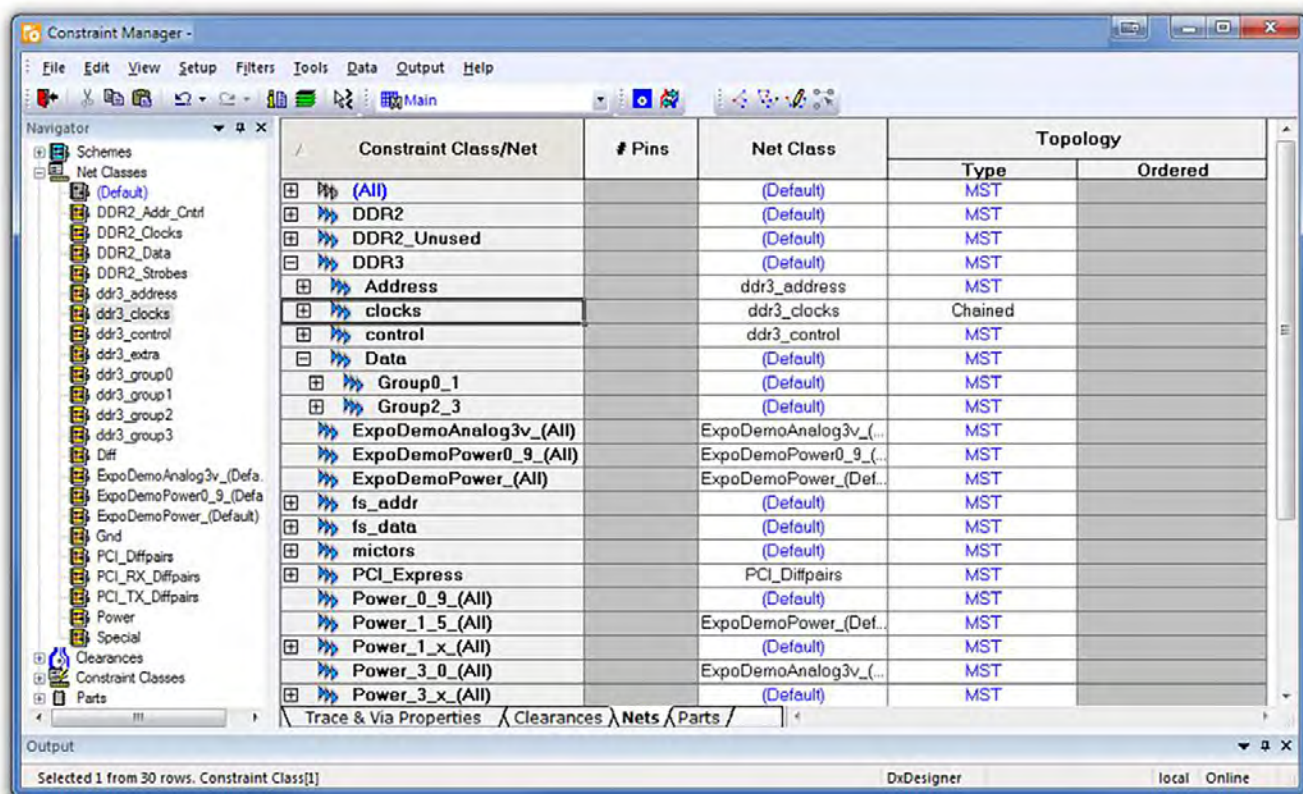 Constraint Manager -
File Edit View Setup Filters Tools Data Output Help
Main
Navigator
Schemes
Net Classes
(Default)
DDR2_Addr_Cntrl
DDR2_Clocks
DDR2_Data
DDR2_Strobes
ddr3_address
ddr3_clocks
ddr3_control
ddr3_extra
ddr3_group0
ddr3_group1
ddr3_group2
ddr3_group3
Diff
ExpoDemoAnalog3v_(Defa.
ExpoDemoPower0_9_(Defa
ExpoDemoPower_(Default)
Gnd
PCI_Diffpairs
PCI_RX_Diffpairs
PCI_TX_Diffpairs
Power
Special
Clearances
Constraint Classes
Parts
Constraint Class/Net # Pins Net Class Topology
Type Ordered
(All) (Default) MST
DDR2 (Default) MST
DDR2_Unused (Default) MST
DDR3 (Default) MST
Address ddr3_address MST
clocks ddr3_clocks Chained
control ddr3_control MST
Data (Default) MST
Group0_1 (Default) MST
Group2_3 (Default) MST
ExpoDemoAnalog3v_(All) ExpoDemoAnalog3v_(... MST
ExpoDemoPower0_9_(All) ExpoDemoPower0_9_(... MST
ExpoDemoPower_(All) ExpoDemoPower_(Def... MST
fs_addr (Default) MST
fs_data (Default) MST
mictors (Default) MST
PCI_Express PCI_Diffpairs MST
Power_0_9_(All) (Default) MST
Power_1_5_(All) ExpoDemoPower_(Def... MST
Power_1_x_(All) (Default) MST
Power_3_0_(All) ExpoDemoAnalog3v_(... MST
Power_3_x_(All) (Default) MST
Trace & Via Properties Clearances Nets Parts
Output
Selected 1 from 30 rows. Constraint Class[1] DxDesigner local Online